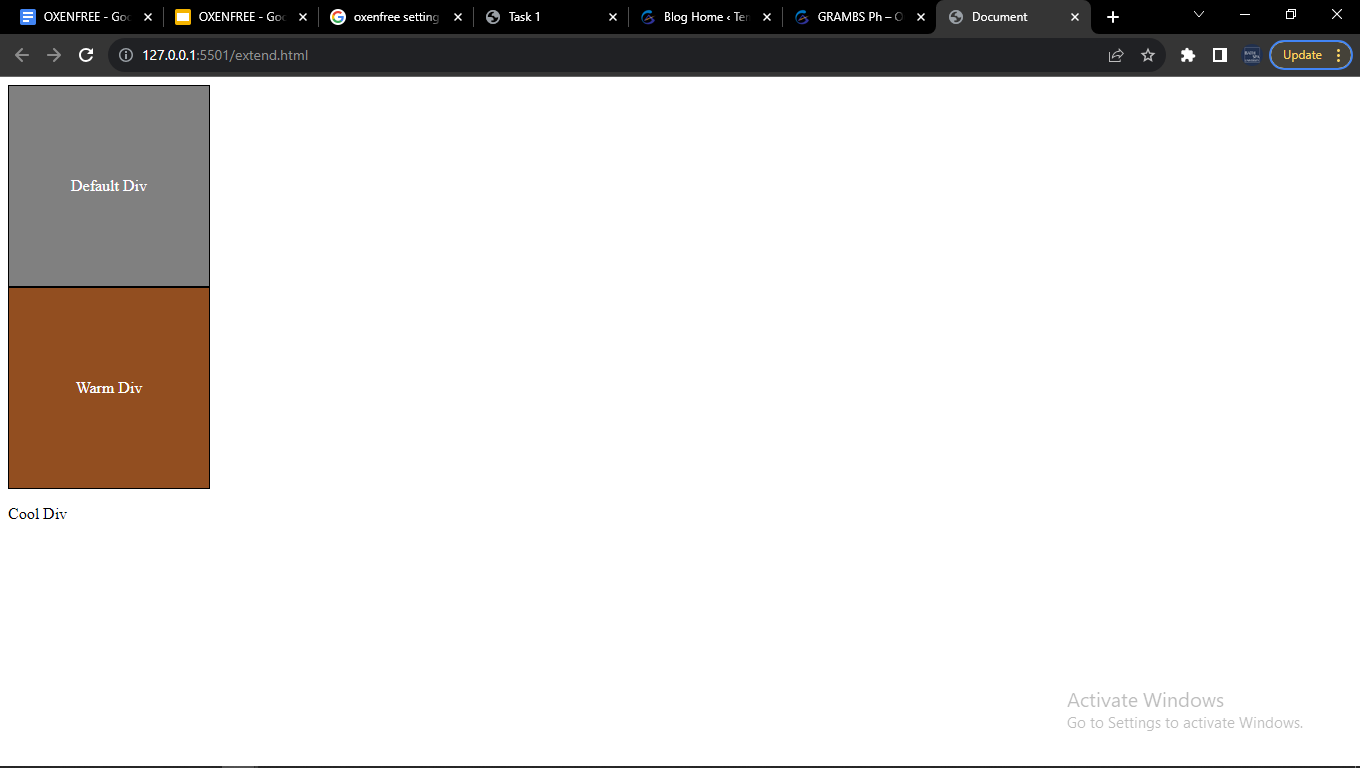 OXENFREE - Goo
OXENFREE - Goo
oxenfree setting
Task 1
Blog Home ‹ Ter
GRAMBS Ph – O
Document
127.0.0.1:5501/extend.html
Update
Default Div
Warm Div
Cool Div
Activate Windows
Go to Settings to activate Windows.